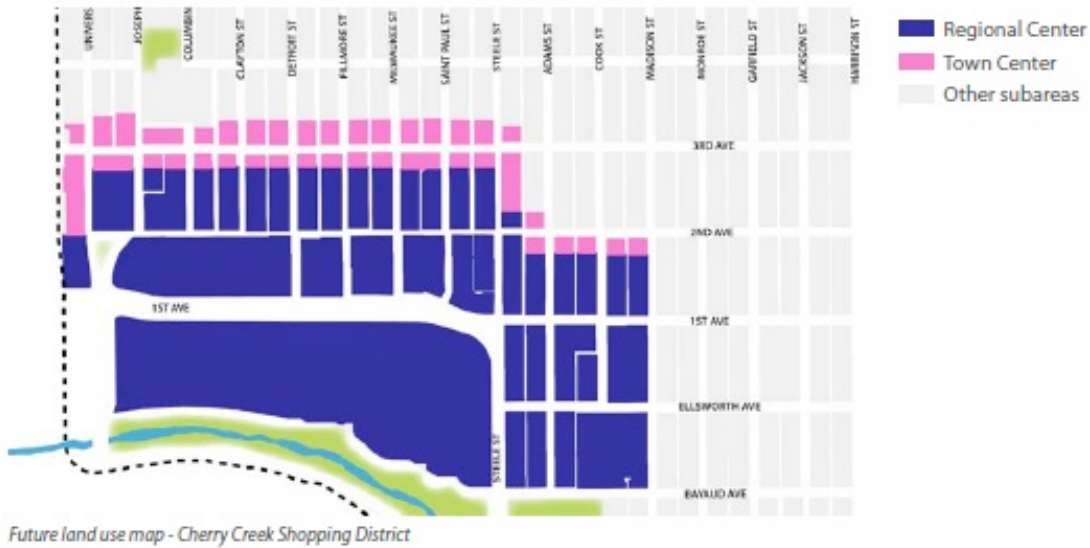 UNIVERS
JOSEPH
COLUMBIN
CLAYTON ST
DETROIT ST
FILLMORE ST
MILWAUKEE ST
SAINT PAUL ST
STEELE ST
ADAMS ST
COOK ST
MADISON ST
MONROE ST
GARFIELD ST
JACKSON ST
HARRISON ST
Regional Center
Town Center
Other subareas
3RD AVE
2ND AVE
1ST AVE
1ST AVE
ELLSWORTH AVE
STEELE ST
BAYAUD AVE
Future land use map - Cherry Creek Shopping District